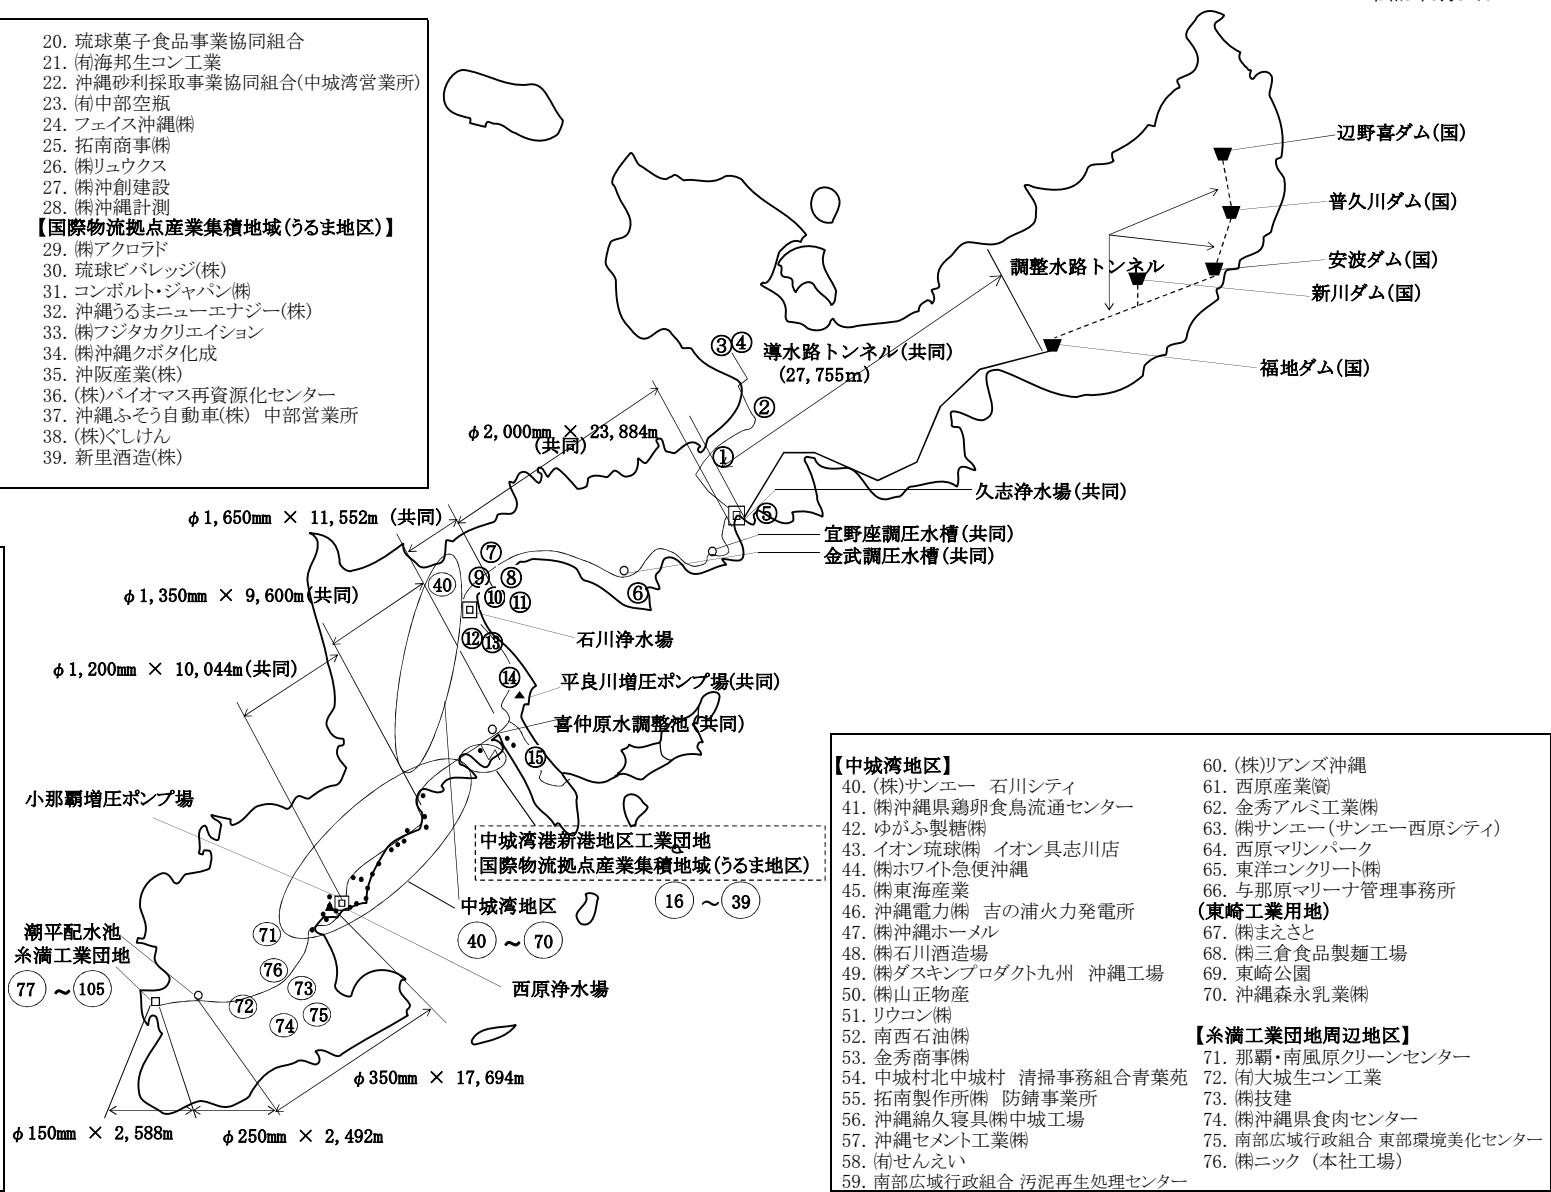 20. 琉球菓子食品事業協同組合
21. ㈲海邦生コン工業
22. 沖縄砂利採取事業協同組合(中城湾営業所)
23. ㈲中部空瓶
24. フェイス沖縄㈱
25. 拓南商事㈱
26. ㈱リュウクス
27. ㈱沖創建設
28. ㈱沖縄計測
【国際物流拠点産業集積地域(うるま地区)】
29. ㈱アクロラド
30. 琉球ビバレッジ(株)
31. コンボルト・ジャパン㈱
32. 沖縄うるまニューエナジー(株)
33. ㈱フジタカクリエイション
34. ㈱沖縄クボタ化成
35. 沖阪産業(株)
36. (株)バイオマス再資源化センター
37. 沖縄ふそう自動車(株) 中部営業所
38. (株)ぐしけん
39. 新里酒造(株)
辺野喜ダム(国)
普久川ダム(国)
安波ダム(国)
調整水路トンネル
新川ダム(国)
福地ダム(国)
③④
導水路トンネル(共同)
(27,755m)
②
φ2,000mm × 23,884m
(共同)
①
久志浄水場(共同)
⑤
φ1,650mm × 11,552m (共同)
宜野座調圧水槽(共同)
金武調圧水槽(共同)
⑦
⑨ ⑧
40
⑥
⑩ ⑪
φ1,350mm × 9,600m(共同)
石川浄水場
⑫⑬
φ1,200mm × 10,044m(共同)
⑭
平良川増圧ポンプ場(共同)
喜仲原水調整池(共同)
⑮
小那覇増圧ポンプ場
中城湾港新港地区工業団地
国際物流拠点産業集積地域(うるま地区)
16 ～ 39
中城湾地区
40 ～ 70
潮平配水池
糸満工業団地
77 ～ 105
71
76
73
72
75
74
西原浄水場
φ350mm × 17,694m
φ150mm × 2,588m
φ250mm × 2,492m
【中城湾地区】
40. (株)サンエー 石川シティ
41. ㈱沖縄県鶏卵食鳥流通センター
42. ゆがふ製糖㈱
43. イオン琉球㈱ イオン具志川店
44. ㈱ホワイト急便沖縄
45. ㈱東海産業
46. 沖縄電力㈱ 吉の浦火力発電所
47. ㈱沖縄ホーメル
48. ㈱石川酒造場
49. ㈱ダスキンプロダクト九州 沖縄工場
50. ㈱山正物産
51. リウコン㈱
52. 南西石油㈱
53. 金秀商事㈱
54. 中城村北中城村 清掃事務組合青葉苑
55. 拓南製作所㈱ 防錆事業所
56. 沖縄綿久寝具㈱中城工場
57. 沖縄セメント工業㈱
58. ㈲せんえい
59. 南部広域行政組合 汚泥再生処理センター
60. (株)リアンズ沖縄
61. 西原産業㈾
62. 金秀アルミ工業㈱
63. ㈱サンエー(サンエー西原シティ)
64. 西原マリンパーク
65. 東洋コンクリート㈱
66. 与那原マリーナ管理事務所
(東崎工業用地)
67. ㈱まえさと
68. ㈱三倉食品製麺工場
69. 東崎公園
70. 沖縄森永乳業㈱
【糸満工業団地周辺地区】
71. 那覇・南風原クリーンセンター
72. ㈲大城生コン工業
73. ㈱技建
74. ㈱沖縄県食肉センター
75. 南部広域行政組合 東部環境美化センター
76. ㈱ニック (本社工場)